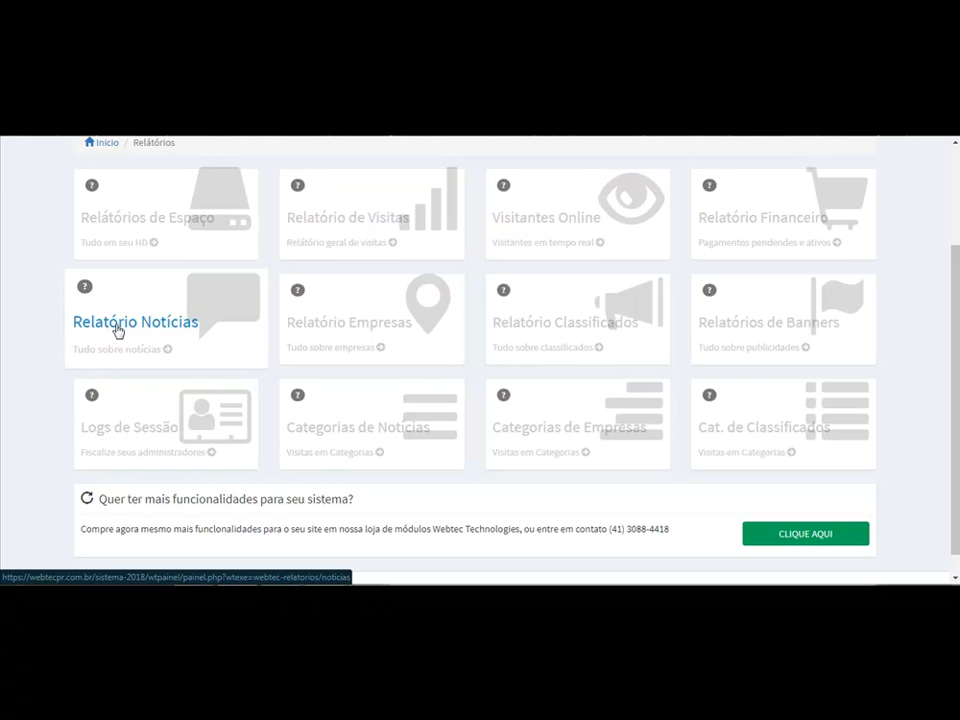 Inicio / Relátórios
Relátórios de Espaço
Tudo em seu HD
Relatório de Visitas
Relátório geral de visitas
Visitantes Online
Visitantes em tempo real
Relatório Financeiro
Pagamentos pendendes e ativos
Relatório Notícias
Tudo sobre notícias
Relatório Empresas
Tudo sobre empresas
Relatório Classificados
Tudo sobre classificados
Relatórios de Banners
Tudo sobre publicidades
Logs de Sessão
Fiscalize seus administradores
Categorias de Notícias
Visitas em Categorias
Categorias de Empresas
Visitas em Categorias
Cat. de Classificados
Visitas em Categorias
Quer ter mais funcionalidades para seu sistema?
Compre agora mesmo mais funcionalidades para o seu site em nossa loja de módulos Webtec Technologies, ou entre em contato (41) 3088-4418
CLIQUE AQUI
https://webtecpr.com.br/sistema-2018/wtpainel/painel.php?wtexe=webtec-relatorios/noticias